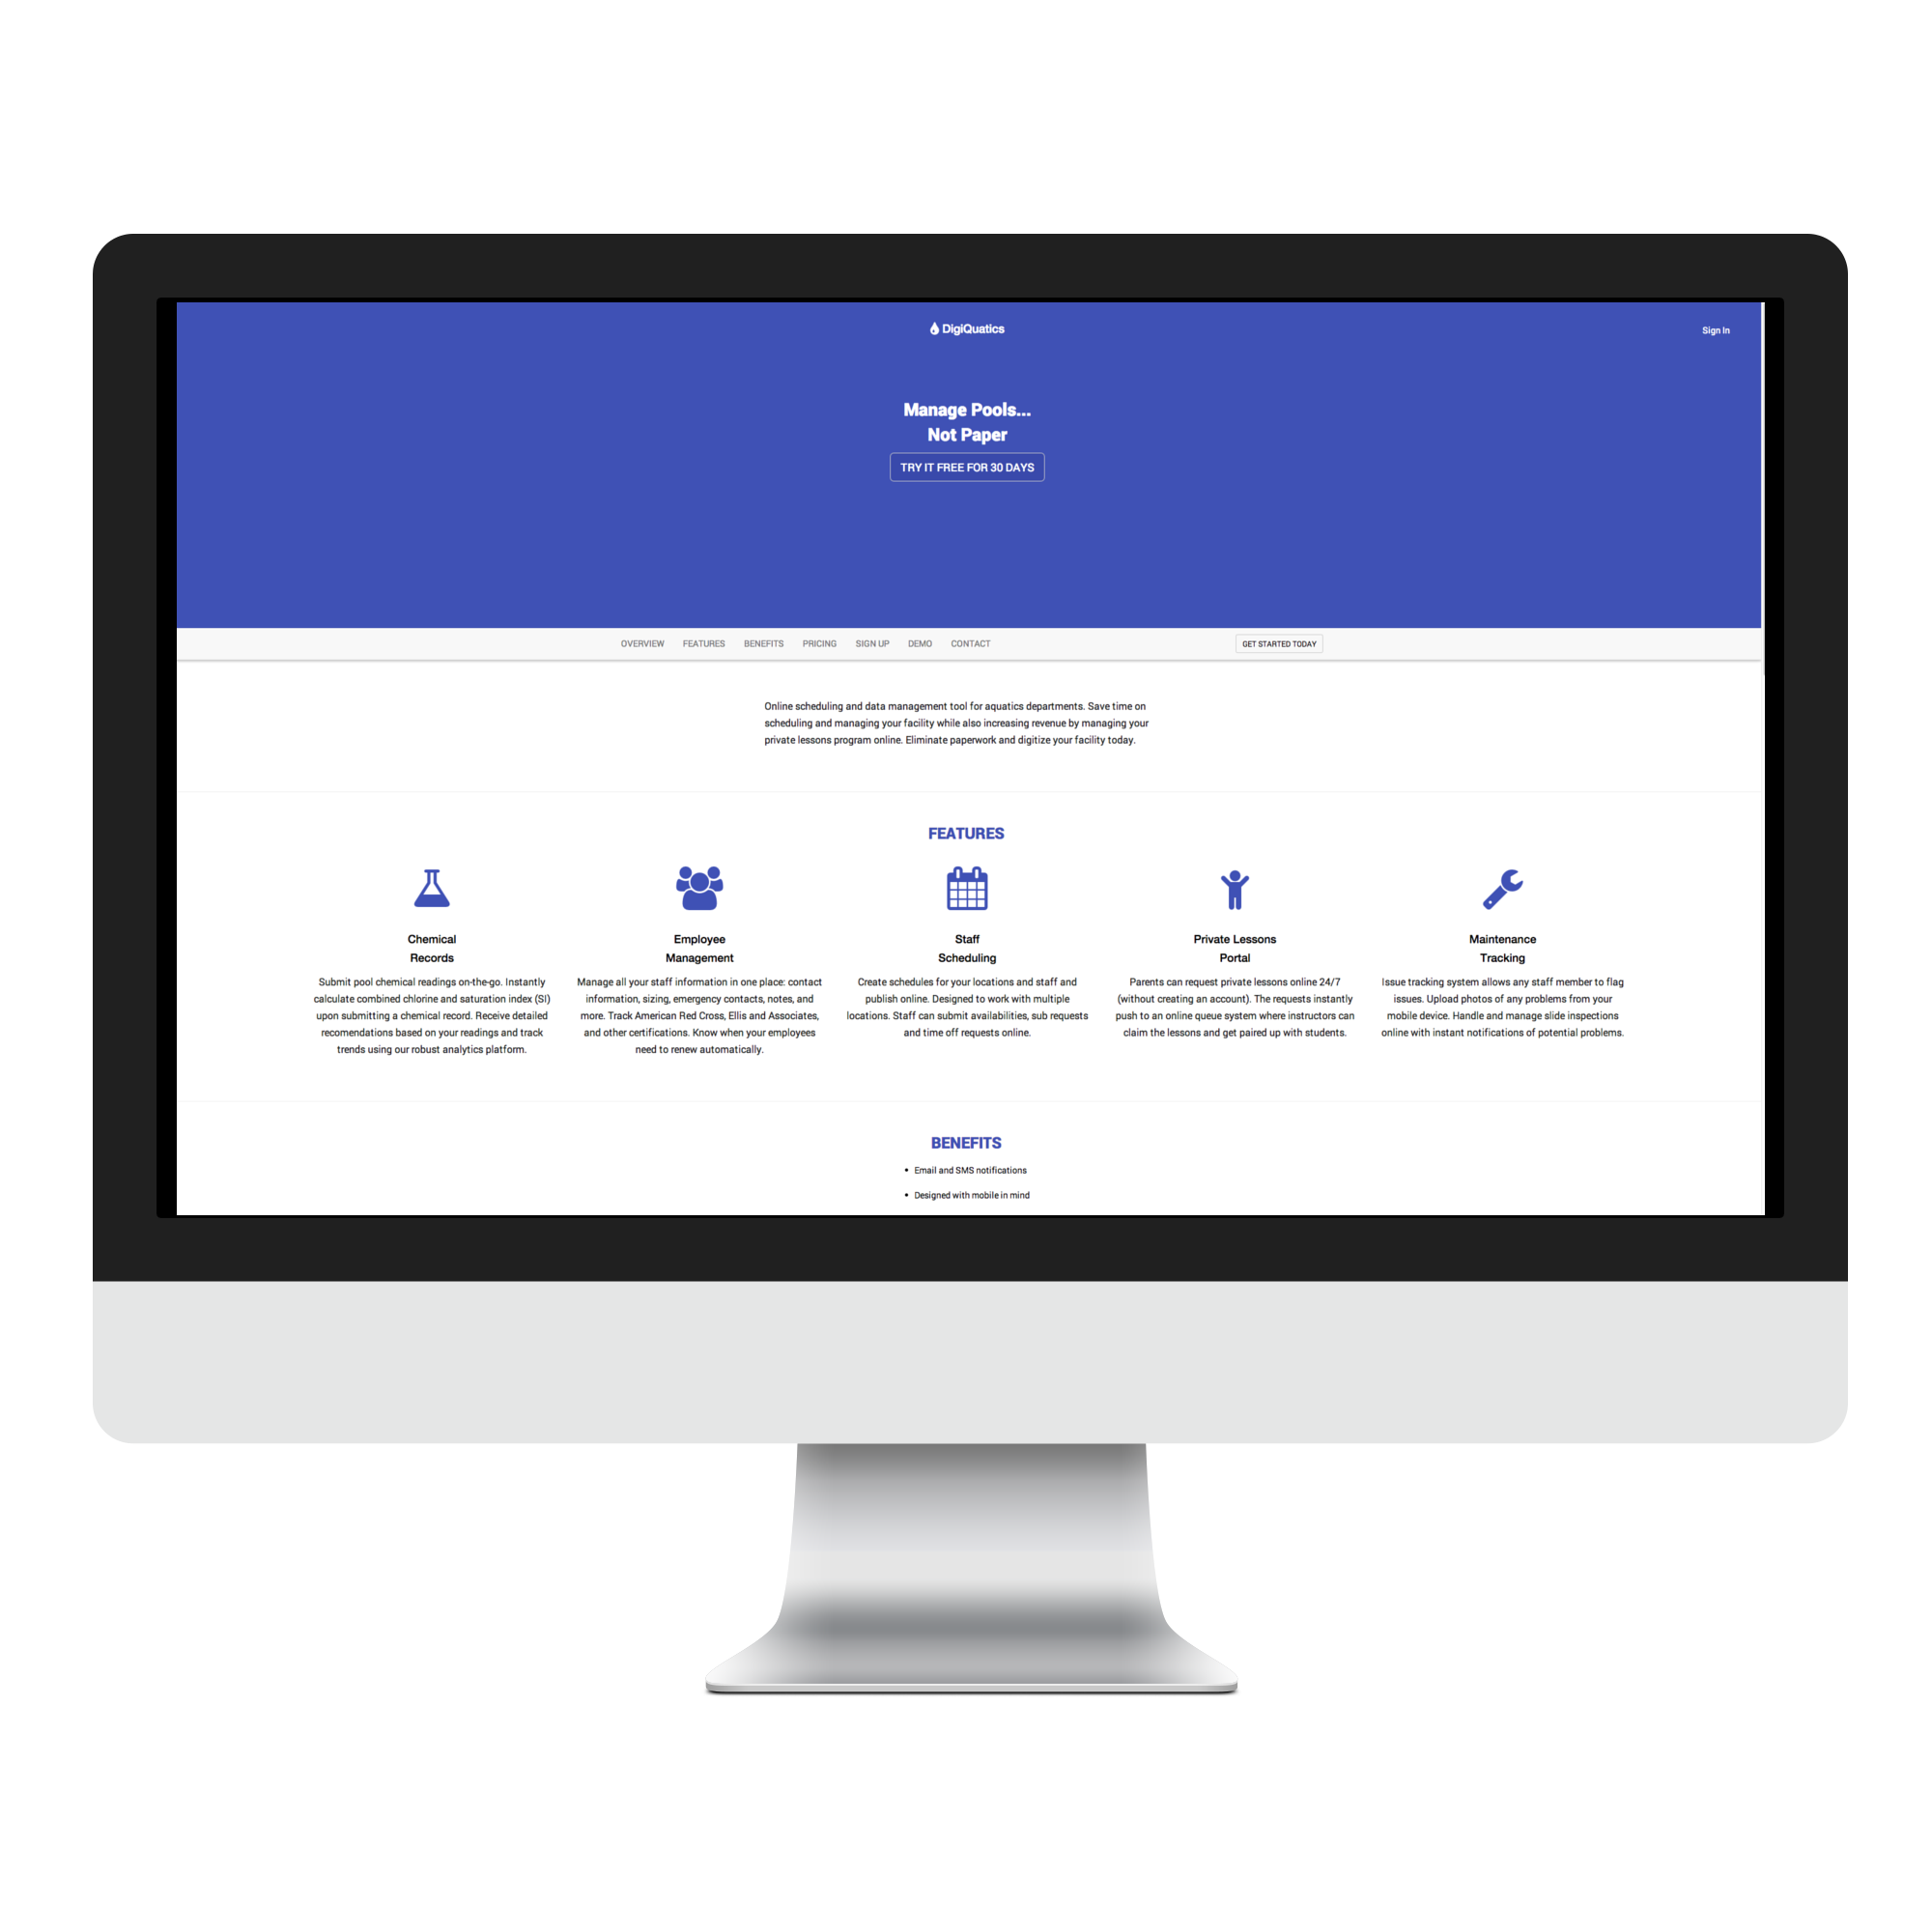 DigiQuatics
Sign In
Manage Pools...
Not Paper
TRY IT FREE FOR 30 DAYS
OVERVIEW FEATURES BENEFITS PRICING SIGN UP DEMO CONTACT GET STARTED TODAY
Online scheduling and data management tool for aquatics departments. Save time on
scheduling and managing your facility while also increasing revenue by managing your
private lessons program online. Eliminate paperwork and digitize your facility today.
FEATURES
Chemical
Records
Submit pool chemical readings on-the-go. Instantly
calculate combined chlorine and saturation index (SI)
upon submitting a chemical record. Receive detailed
recomendations based on your readings and track
trends using our robust analytics platform.
Employee
Management
Manage all your staff information in one place: contact
information, sizing, emergency contacts, notes, and
more. Track American Red Cross, Ellis and Associates,
and other certifications. Know when your employees
need to renew automatically.
Staff
Scheduling
Create schedules for your locations and staff and
publish online. Designed to work with multiple
locations. Staff can submit availabilities, sub requests
and time off requests online.
Private Lessons
Portal
Parents can request private lessons online 24/7
(without creating an account). The requests instantly
push to an online queue system where instructors can
claim the lessons and get paired up with students.
Maintenance
Tracking
Issue tracking system allows any staff member to flag
issues. Upload photos of any problems from your
mobile device. Handle and manage slide inspections
online with instant notifications of potential problems.
BENEFITS
• Email and SMS notifications
• Designed with mobile in mind